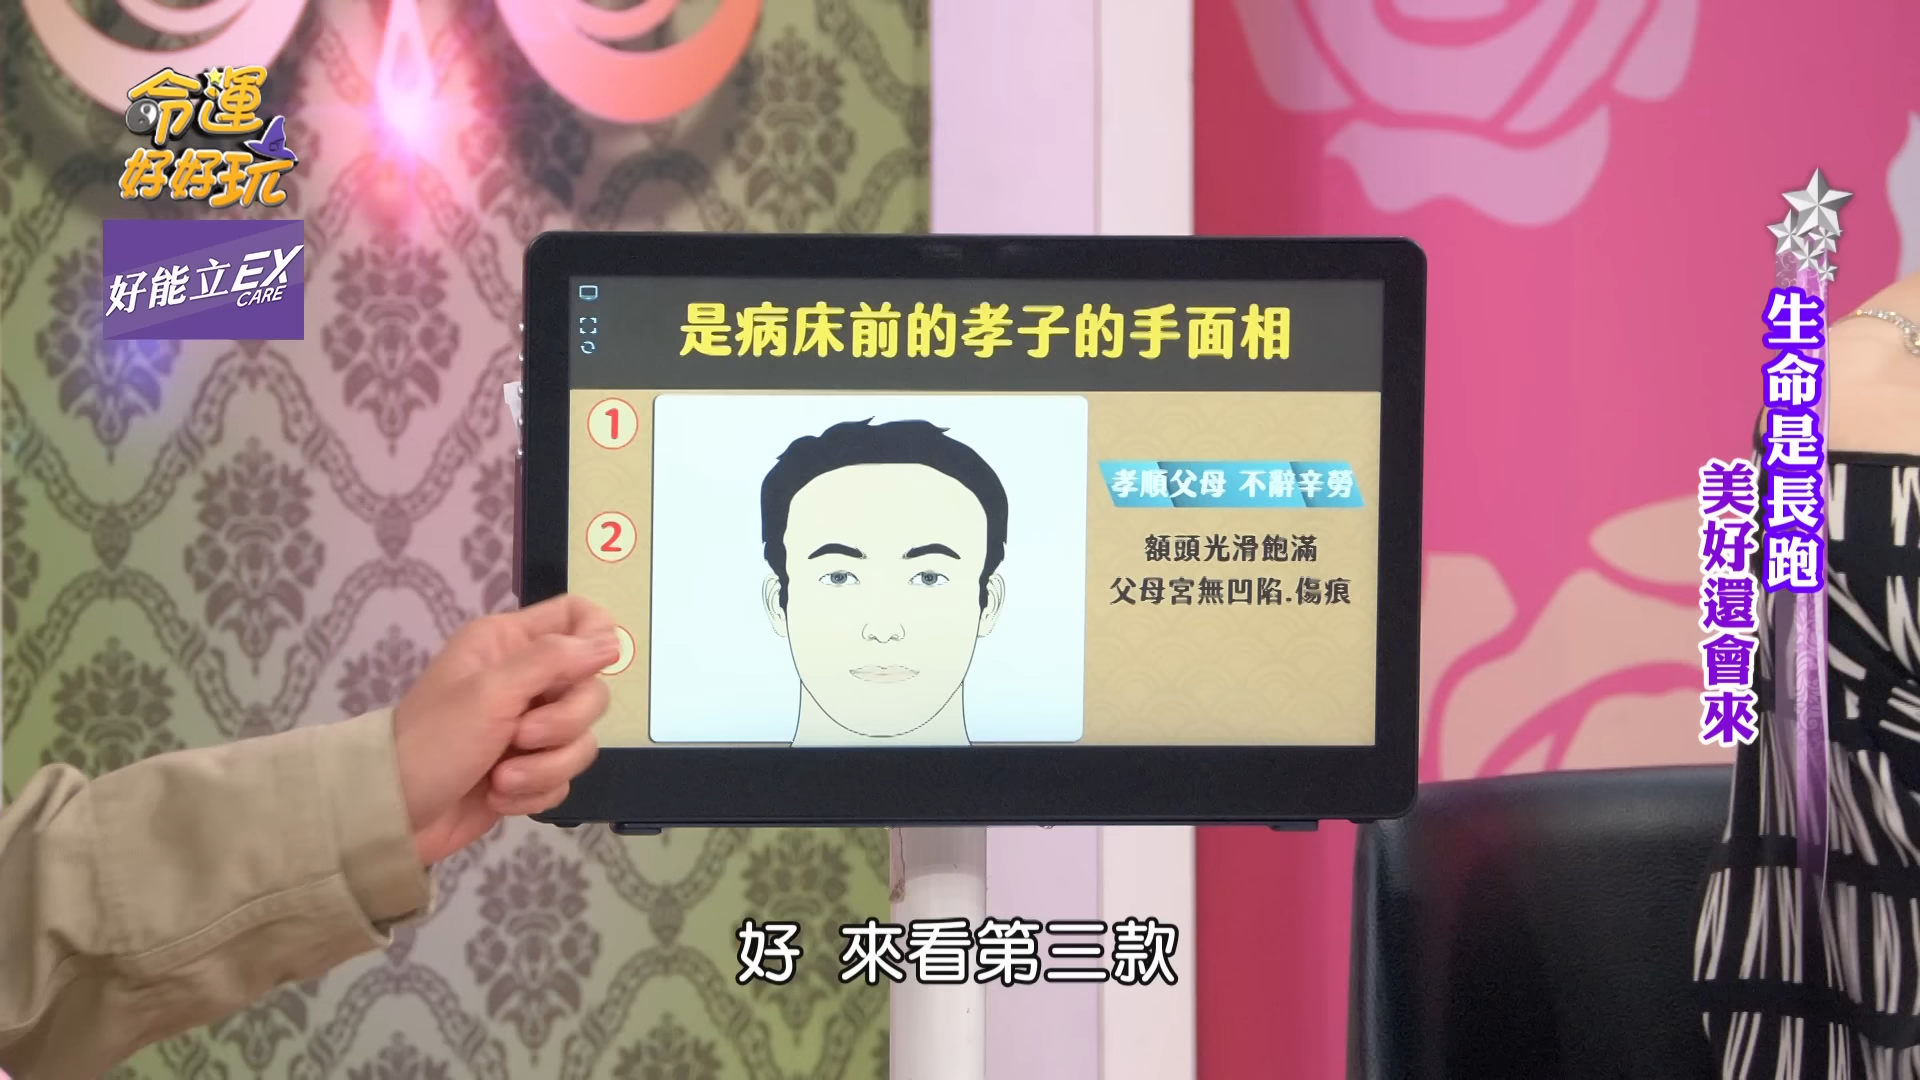 命運
好好玩
好能立EX
CARE
是病床前的孝子的手面相
1
2
孝順父母 不辭辛勞
額頭光滑飽滿
父母宮無凹陷.傷痕
生命是長跑
美好還會來
好 來看第三款